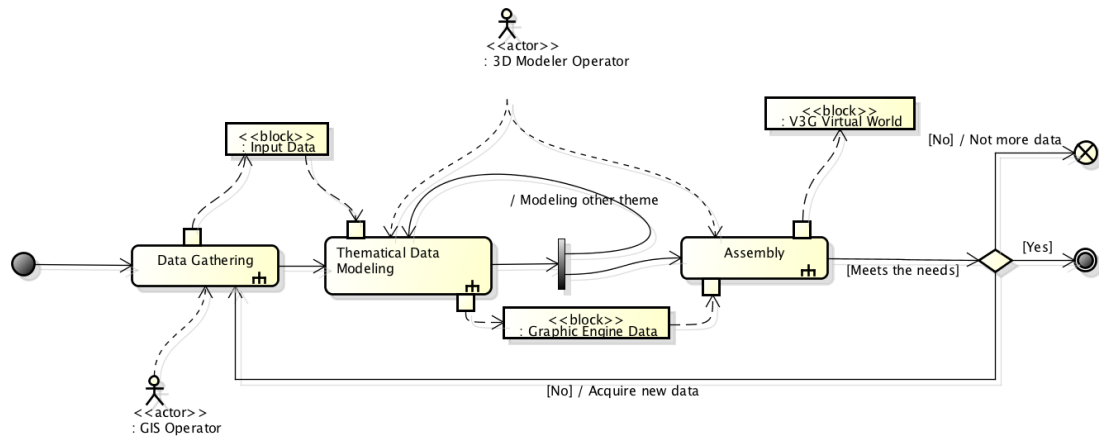 <<actor>>
: 3D Modeler Operator
<<block>>
: V3G Virtual World
<<block>>
: Input Data
[No] / Not more data
/ Modeling other theme
Data Gathering
Thematical Data
Modeling
Assembly
[Yes]
[Meets the needs]
<<block>>
: Graphic Engine Data
[No] / Acquire new data
<<actor>>
: GIS Operator